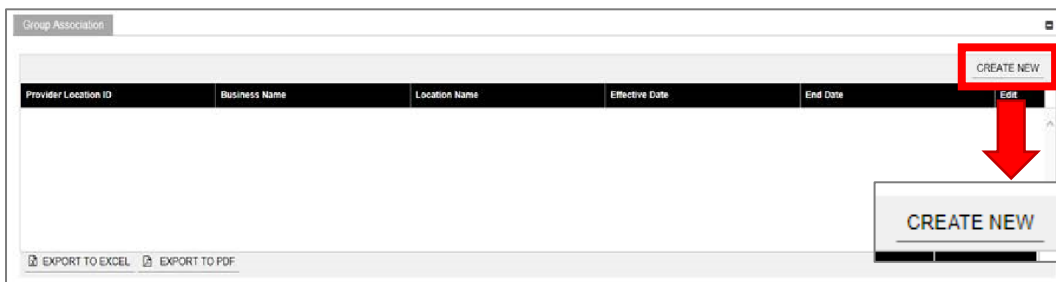 Group Association
CREATE NEW
Provider Location ID Business Name Location Name Effective Date End Date Edit
CREATE NEW
EXPORT TO EXCEL EXPORT TO PDF